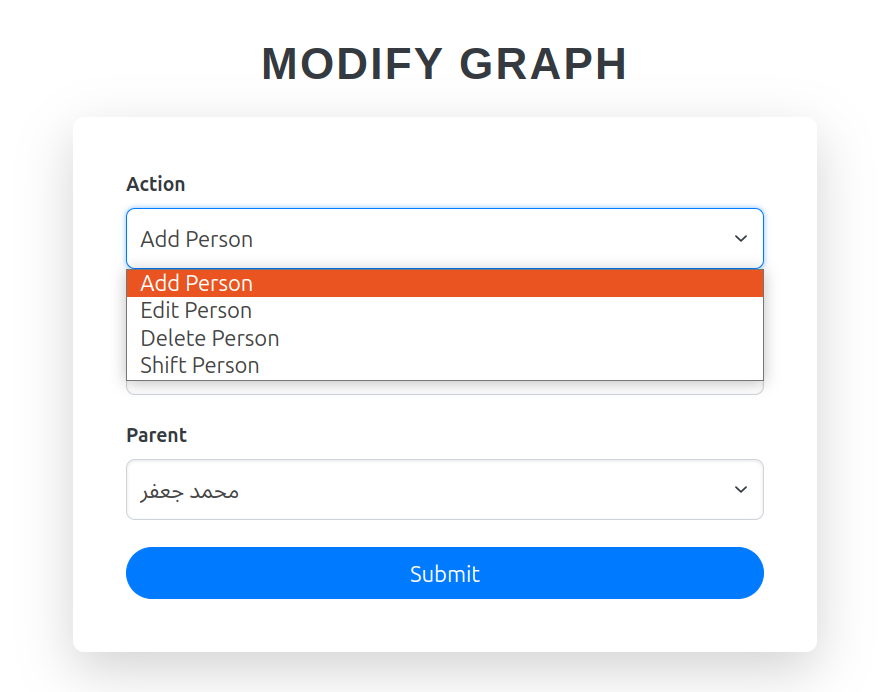 MODIFY GRAPH
Action
Add Person
Add Person
Edit Person
Delete Person
Shift Person
Parent
محمد جعفر
Submit